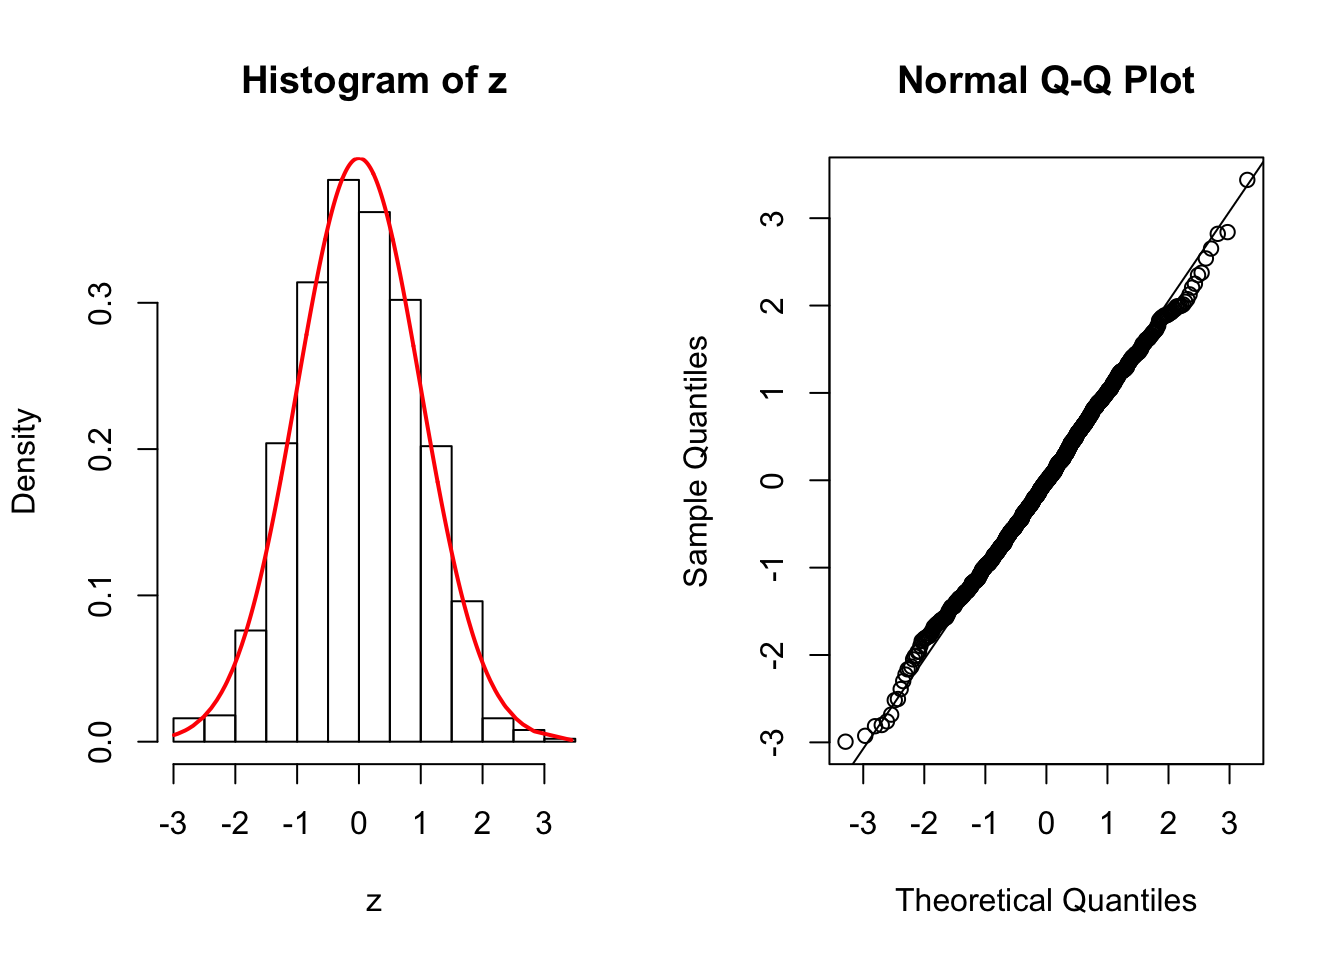 Histogram of z
Density
0.0
0.1
0.2
0.3
-3 -2 -1 0 1 2 3
z
Normal Q-Q Plot
Sample Quantiles
3
2
1
0
-1
-2
-3
-3 -2 -1 0 1 2 3
Theoretical Quantiles